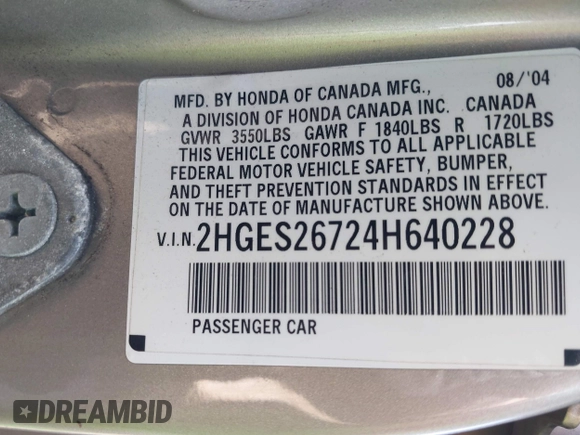 MFD. BY HONDA OF CANADA MFG., 08/'04
A DIVISION OF HONDA CANADA INC. CANADA
GVWR 3550LBS GAWR F 1840LBS R 1720LBS
THIS VEHICLE CONFORMS TO ALL APPLICABLE
FEDERAL MOTOR VEHICLE SAFETY, BUMPER,
AND THEFT PREVENTION STANDARDS IN EFFECT
ON THE DATE OF MANUFACTURE SHOWN ABOVE.
V.I.N. 2HGES26724H640228
PASSENGER CAR
DREAMBID